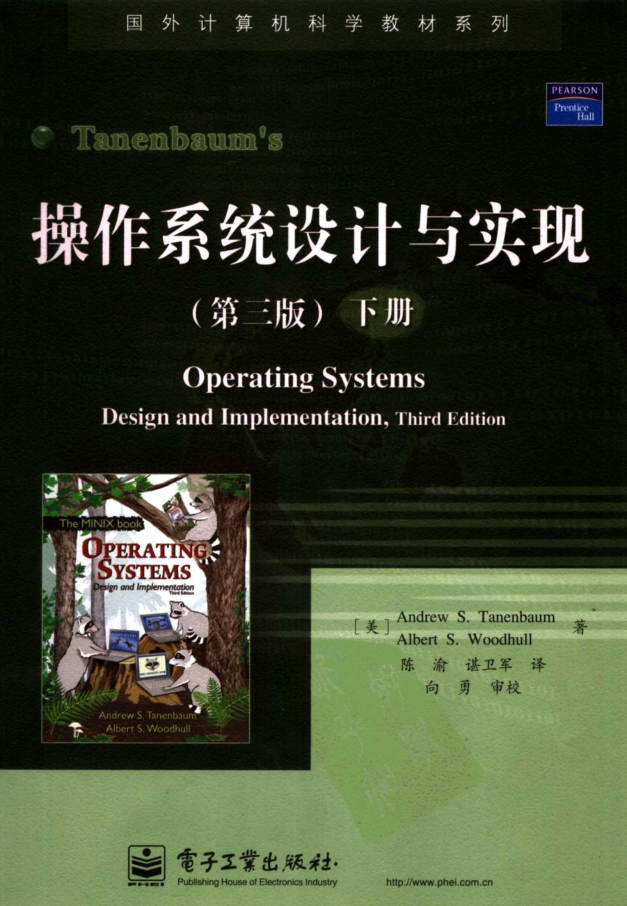 国外计算机科学教材系列
PEARSON
Prentice
Hall
Tanenbaum's
操作系统设计与实现
(第三版) 下册
Operating Systems
Design and Implementation, Third Edition
The MINIX book
OPERATING
SYSTEMS
Design and Implementation
Third Edition
Andrew S. Tanenbaum
Albert S. Woodhull
[美] Andrew S. Tanenbaum
Albert S. Woodhull 著
陈 渝 谌卫军 译
向 勇 审校
PHEI
電子工業出版社.
Publishing House of Electronics Industry
http://www.phei.com.cn